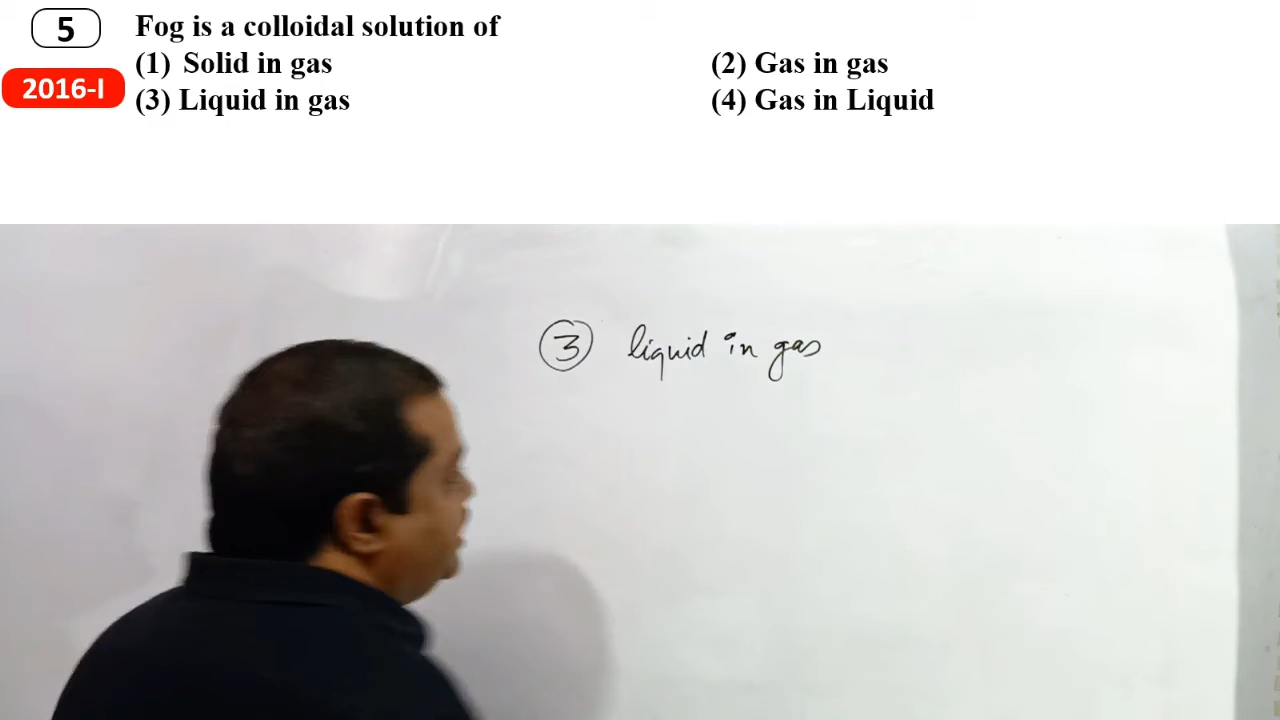 5 Fog is a colloidal solution of
2016-I
(1) Solid in gas (2) Gas in gas
(3) Liquid in gas (4) Gas in Liquid
3 liquid in gas